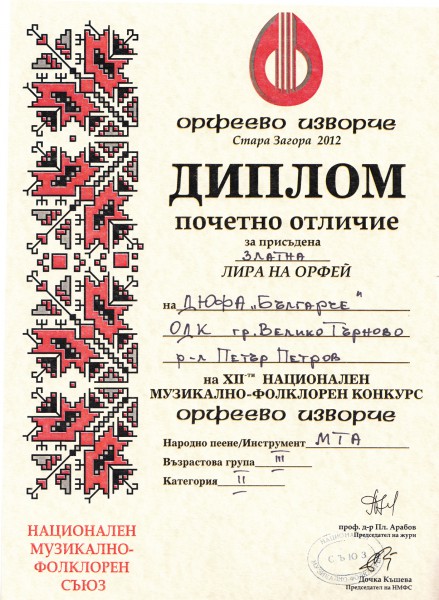 орфеево изворче
Стара Загора 2012
ДИПЛОМ
почетно отличие
за присъдена
ЗЛАТНА
ЛИРА НА ОРФЕЙ
на ДЮФА „Българче"
ОДК гр. Велико Търново
р-л Петър Петров
на XII-ТИ НАЦИОНАЛЕН
МУЗИКАЛНО-ФОЛКЛОРЕН КОНКУРС
орфеево изворче
Народно пеене/Инструмент МТА
Възрастова група III
Категория II
НАЦИОНАЛЕН
МУЗИКАЛНО-
ФОЛКЛОРЕН
СЪЮЗ
проф. д-р Пл. Арабов
Председател на жури
СЪЮЗ
Дочка Къшева
Председател на НМФС